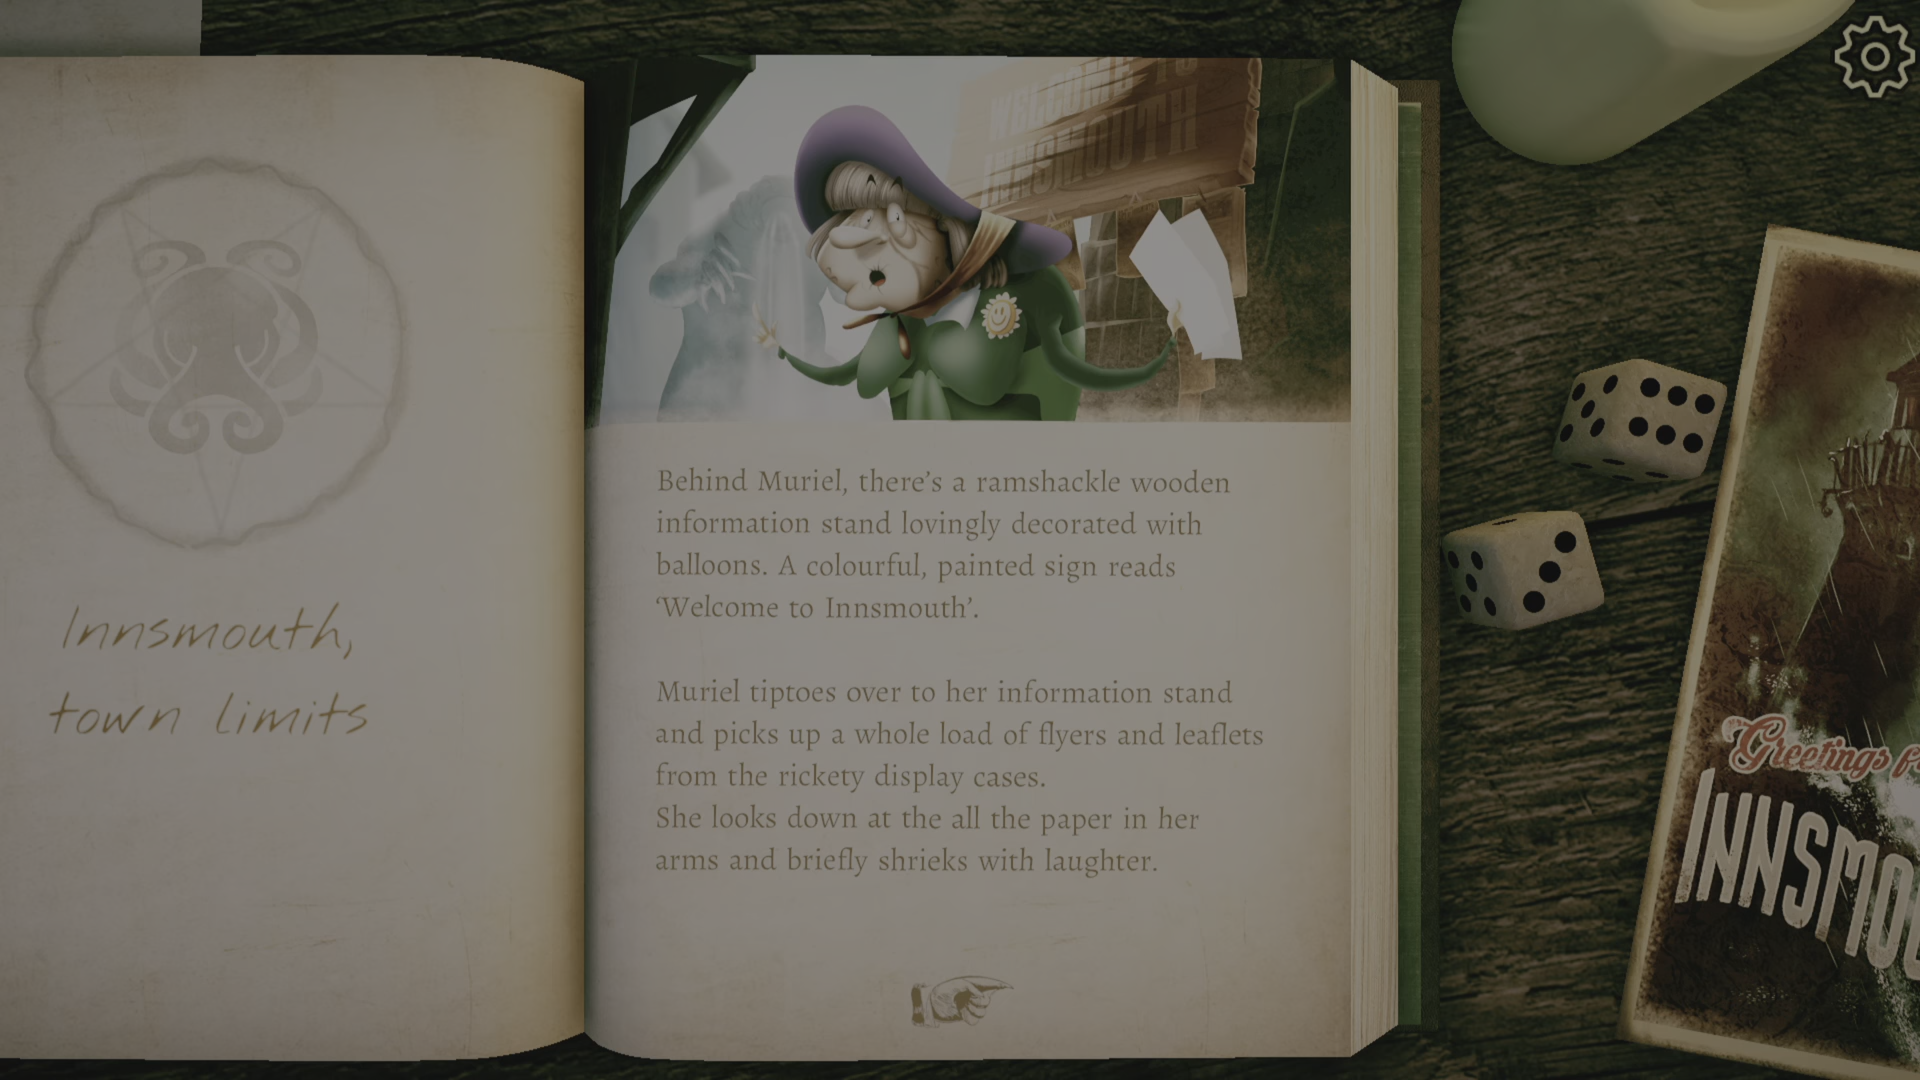 WELCOME TO
INNSMOUTH
Innsmouth,
town limits
Behind Muriel, there’s a ramshackle wooden
information stand lovingly decorated with
balloons. A colourful, painted sign reads
‘Welcome to Innsmouth’.
Muriel tiptoes over to her information stand
and picks up a whole load of flyers and leaflets
from the rickety display cases.
She looks down at the all the paper in her
arms and briefly shrieks with laughter.
Greetings f
INNSMOU